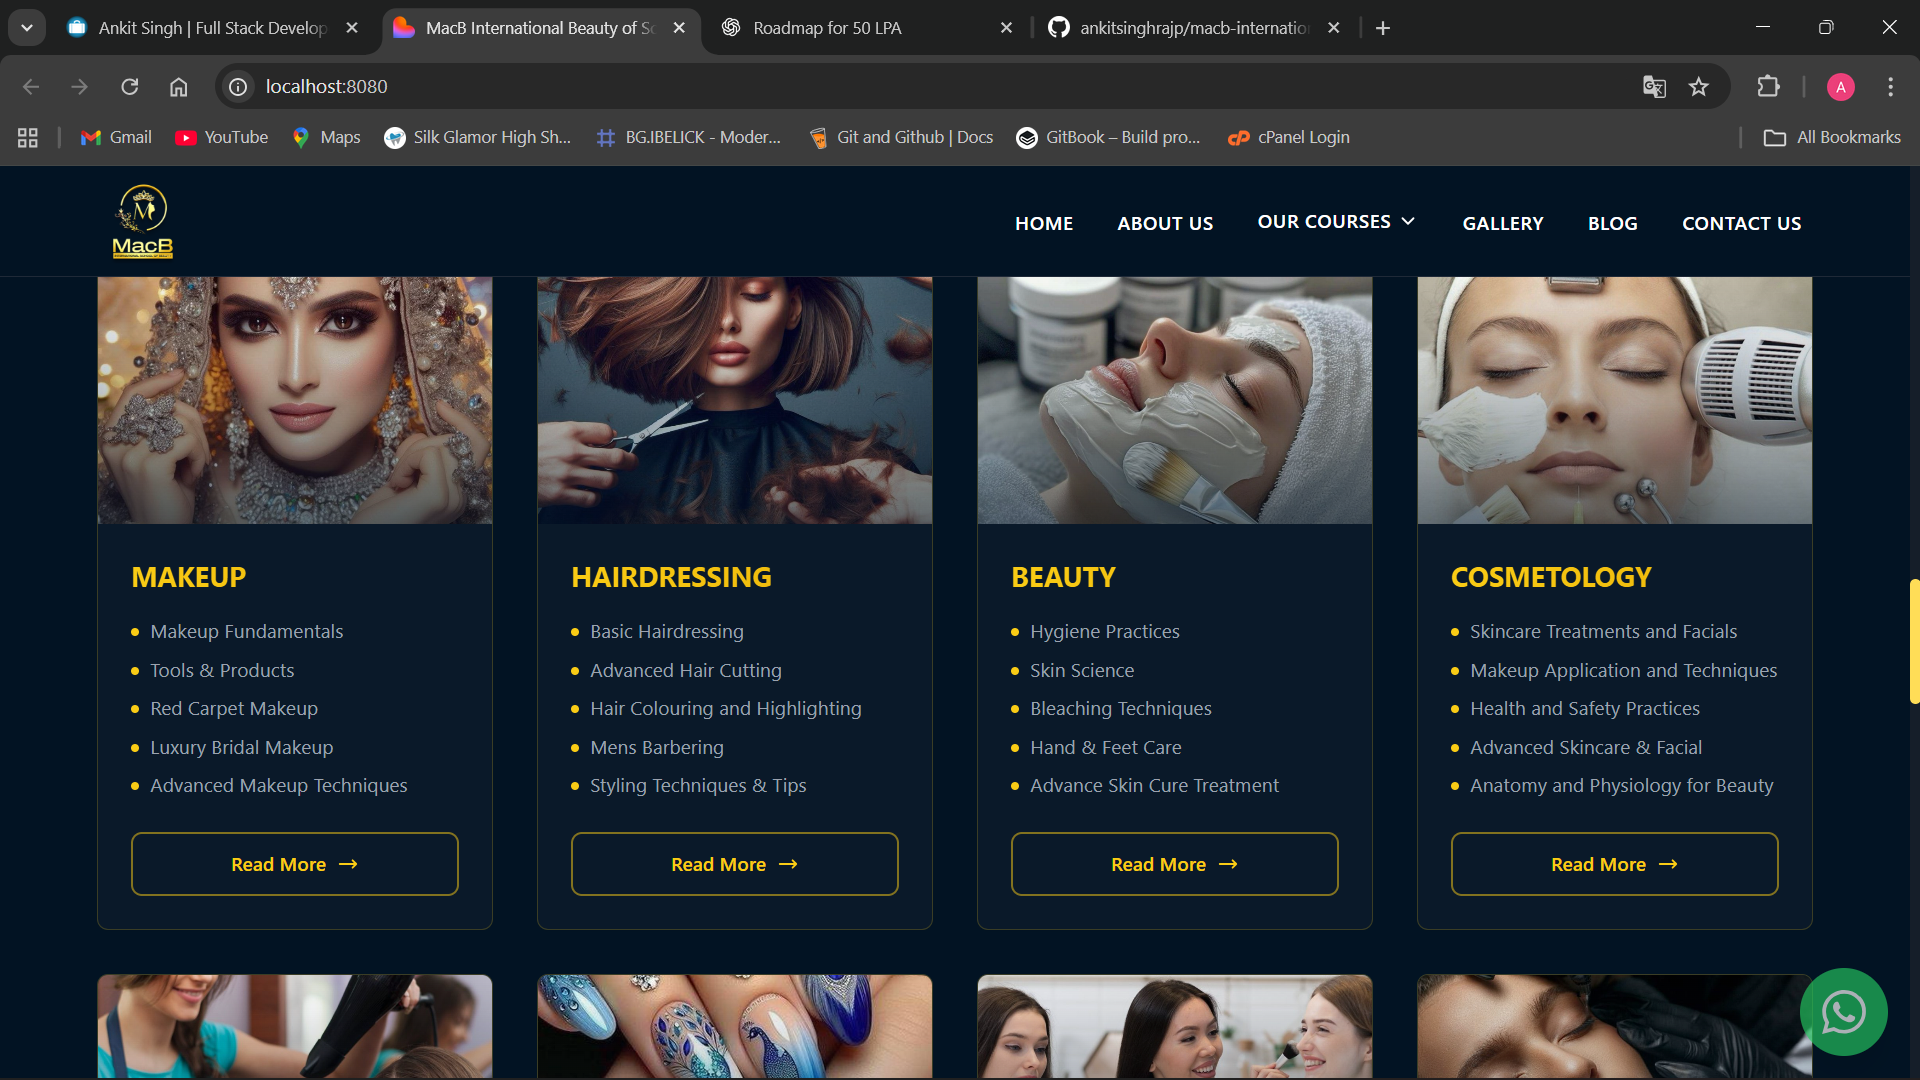 Ankit Singh | Full Stack Develop
MacB International Beauty of Sc
Roadmap for 50 LPA
ankitsinghrajp/macb-internatio
localhost:8080
A
Gmail
YouTube
Maps
Silk Glamor High Sh...
BG.IBELICK - Moder...
Git and Github | Docs
GitBook – Build pro...
cPanel Login
All Bookmarks
M
MacB
HOME
ABOUT US
OUR COURSES
GALLERY
BLOG
CONTACT US
MAKEUP
Makeup Fundamentals
Tools & Products
Red Carpet Makeup
Luxury Bridal Makeup
Advanced Makeup Techniques
Read More →
HAIRDRESSING
Basic Hairdressing
Advanced Hair Cutting
Hair Colouring and Highlighting
Mens Barbering
Styling Techniques & Tips
Read More →
BEAUTY
Hygiene Practices
Skin Science
Bleaching Techniques
Hand & Feet Care
Advance Skin Cure Treatment
Read More →
COSMETOLOGY
Skincare Treatments and Facials
Makeup Application and Techniques
Health and Safety Practices
Advanced Skincare & Facial
Anatomy and Physiology for Beauty
Read More →